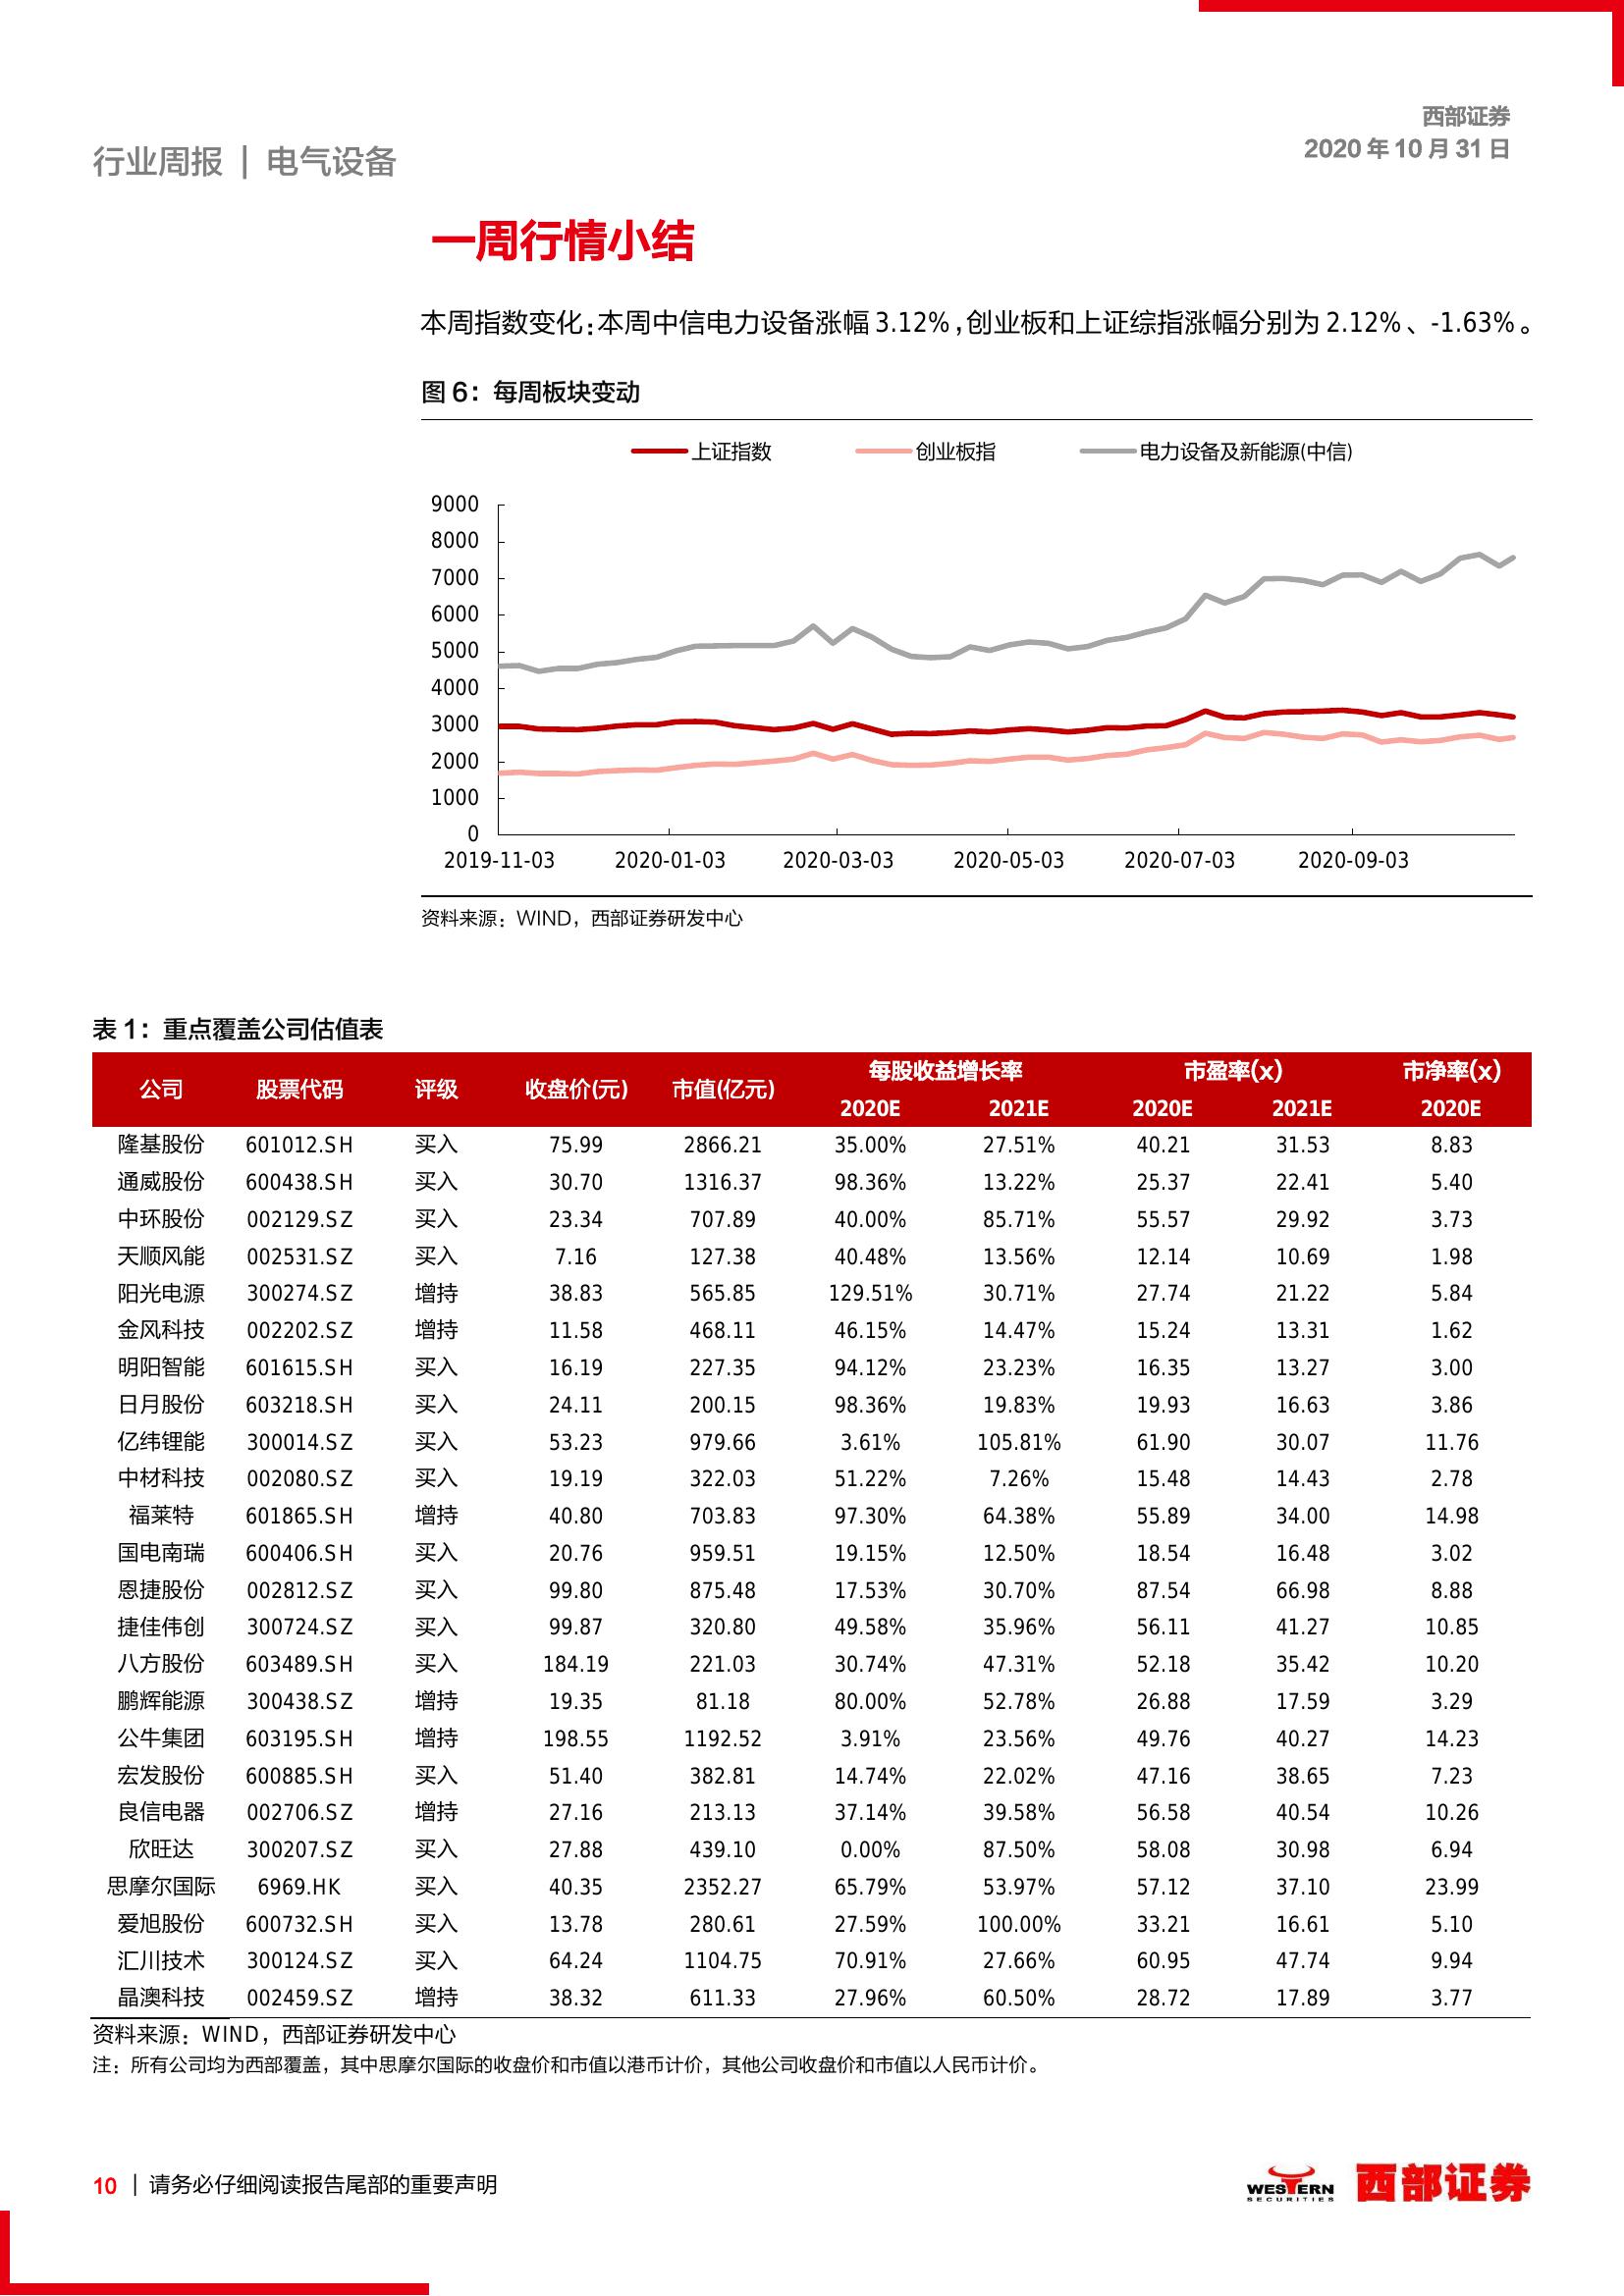 西部证券
2020 年 10 月 31 日
行业周报 | 电气设备
一周行情小结
本周指数变化：本周中信电力设备涨幅 3.12%，创业板和上证综指涨幅分别为 2.12%、-1.63%。
图 6：每周板块变动
上证指数 创业板指 电力设备及新能源(中信)
9000
8000
7000
6000
5000
4000
3000
2000
1000
0
2019-11-03 2020-01-03 2020-03-03 2020-05-03 2020-07-03 2020-09-03
资料来源：WIND，西部证券研发中心
表 1：重点覆盖公司估值表
公司 股票代码 评级 收盘价(元) 市值(亿元) 每股收益增长率 市盈率(x) 市净率(x)
2020E 2021E 2020E 2021E 2020E
隆基股份 601012.SH 买入 75.99 2866.21 35.00% 27.51% 40.21 31.53 8.83
通威股份 600438.SH 买入 30.70 1316.37 98.36% 13.22% 25.37 22.41 5.40
中环股份 002129.SZ 买入 23.34 707.89 40.00% 85.71% 55.57 29.92 3.73
天顺风能 002531.SZ 买入 7.16 127.38 40.48% 13.56% 12.14 10.69 1.98
阳光电源 300274.SZ 增持 38.83 565.85 129.51% 30.71% 27.74 21.22 5.84
金风科技 002202.SZ 增持 11.58 468.11 46.15% 14.47% 15.24 13.31 1.62
明阳智能 601615.SH 买入 16.19 227.35 94.12% 23.23% 16.35 13.27 3.00
日月股份 603218.SH 买入 24.11 200.15 98.36% 19.83% 19.93 16.63 3.86
亿纬锂能 300014.SZ 买入 53.23 979.66 3.61% 105.81% 61.90 30.07 11.76
中材科技 002080.SZ 买入 19.19 322.03 51.22% 7.26% 15.48 14.43 2.78
福莱特 601865.SH 增持 40.80 703.83 97.30% 64.38% 55.89 34.00 14.98
国电南瑞 600406.SH 买入 20.76 959.51 19.15% 12.50% 18.54 16.48 3.02
恩捷股份 002812.SZ 买入 99.80 875.48 17.53% 30.70% 87.54 66.98 8.88
捷佳伟创 300724.SZ 买入 99.87 320.80 49.58% 35.96% 56.11 41.27 10.85
八方股份 603489.SH 买入 184.19 221.03 30.74% 47.31% 52.18 35.42 10.20
鹏辉能源 300438.SZ 增持 19.35 81.18 80.00% 52.78% 26.88 17.59 3.29
公牛集团 603195.SH 增持 198.55 1192.52 3.91% 23.56% 49.76 40.27 14.23
宏发股份 600885.SH 买入 51.40 382.81 14.74% 22.02% 47.16 38.65 7.23
良信电器 002706.SZ 增持 27.16 213.13 37.14% 39.58% 56.58 40.54 10.26
欣旺达 300207.SZ 买入 27.88 439.10 0.00% 87.50% 58.08 30.98 6.94
思摩尔国际 6969.HK 买入 40.35 2352.27 65.79% 53.97% 57.12 37.10 23.99
爱旭股份 600732.SH 买入 13.78 280.61 27.59% 100.00% 33.21 16.61 5.10
汇川技术 300124.SZ 买入 64.24 1104.75 70.91% 27.66% 60.95 47.74 9.94
晶澳科技 002459.SZ 增持 38.32 611.33 27.96% 60.50% 28.72 17.89 3.77
资料来源：WIND，西部证券研发中心
注：所有公司均为西部覆盖，其中思摩尔国际的收盘价和市值以港币计价，其他公司收盘价和市值以人民币计价。
10 | 请务必仔细阅读报告尾部的重要声明
WESTERN
SECURITIES
西部证券